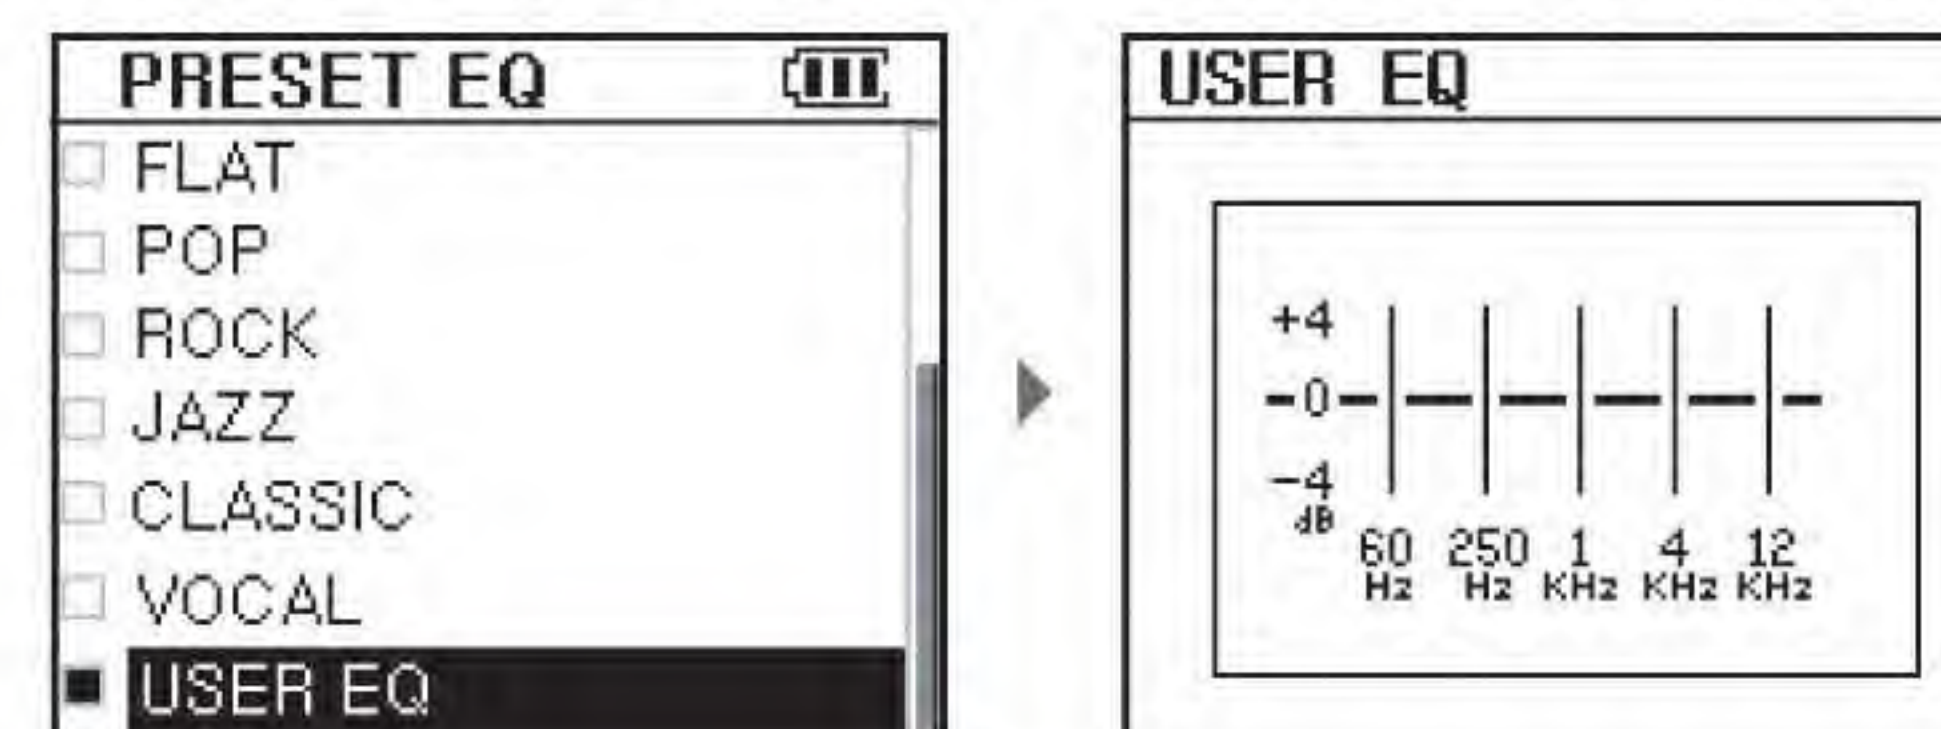 PRESET EQ
FLAT
POP
ROCK
JAZZ
CLASSIC
VOCAL
USER EQ
USER EQ
+4
-0
-4
dB
60 250 1 4 12
Hz Hz KHz KHz KHz